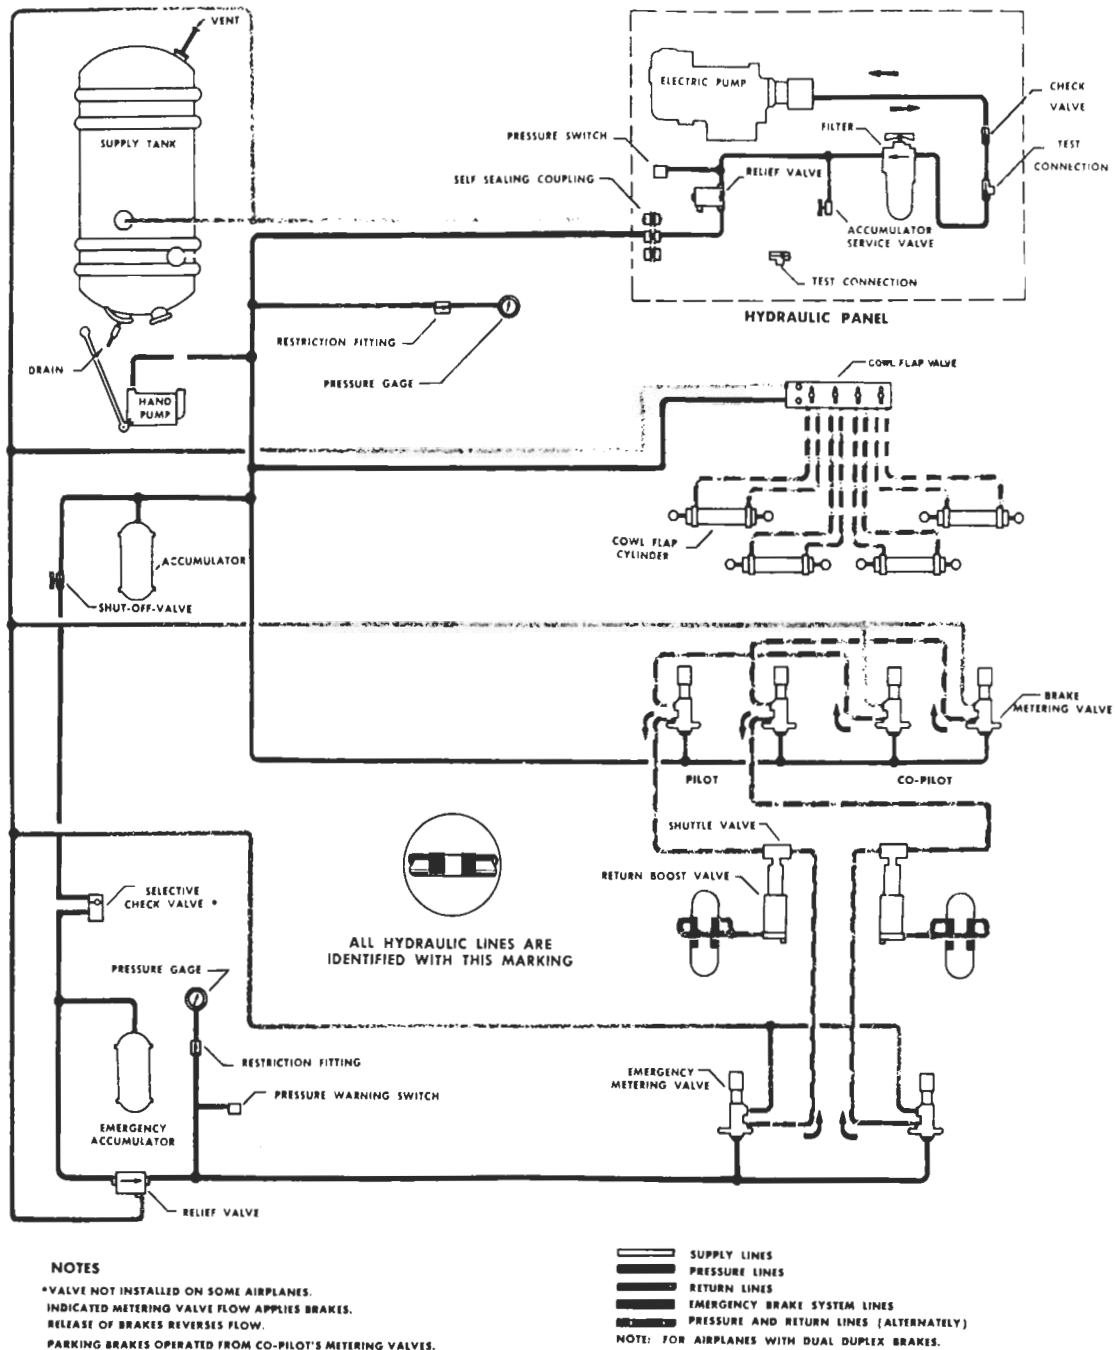 VENT
SUPPLY TANK
DRAIN
HAND
PUMP
ELECTRIC PUMP
CHECK
VALVE
FILTER
TEST
CONNECTION
PRESSURE SWITCH
SELF SEALING COUPLING
RELIEF VALVE
ACCUMULATOR
SERVICE VALVE
TEST CONNECTION
HYDRAULIC PANEL
RESTRICTION FITTING
PRESSURE GAGE
COWL FLAP VALVE
COWL FLAP
CYLINDER
ACCUMULATOR
SHUT-OFF-VALVE
BRAKE
METERING VALVE
PILOT
CO-PILOT
SHUTTLE VALVE
RETURN BOOST VALVE
SELECTIVE
CHECK VALVE *
ALL HYDRAULIC LINES ARE
IDENTIFIED WITH THIS MARKING
PRESSURE GAGE
RESTRICTION FITTING
PRESSURE WARNING SWITCH
EMERGENCY
METERING VALVE
EMERGENCY
ACCUMULATOR
RELIEF VALVE
NOTES
*VALVE NOT INSTALLED ON SOME AIRPLANES.
INDICATED METERING VALVE FLOW APPLIES BRAKES.
RELEASE OF BRAKES REVERSES FLOW.
PARKING BRAKES OPERATED FROM CO-PILOT'S METERING VALVES.
SUPPLY LINES
PRESSURE LINES
RETURN LINES
EMERGENCY BRAKE SYSTEM LINES
PRESSURE AND RETURN LINES (ALTERNATELY)
NOTE: FOR AIRPLANES WITH DUAL DUPLEX BRAKES.